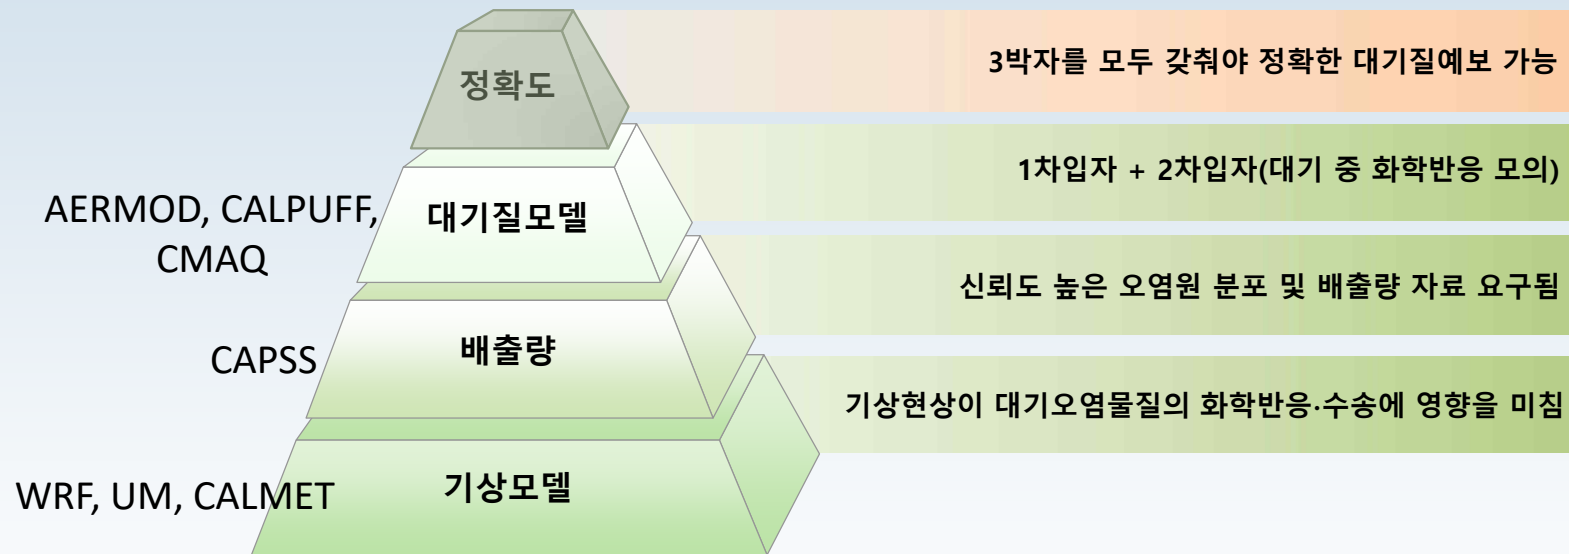 정확도
3박자를 모두 갖춰야 정확한 대기질예보 가능
AERMOD, CALPUFF,
CMAQ
대기질모델
1차입자 + 2차입자(대기 중 화학반응 모의)
CAPSS
배출량
신뢰도 높은 오염원 분포 및 배출량 자료 요구됨
WRF, UM, CALMET
기상모델
기상현상이 대기오염물질의 화학반응·수송에 영향을 미침